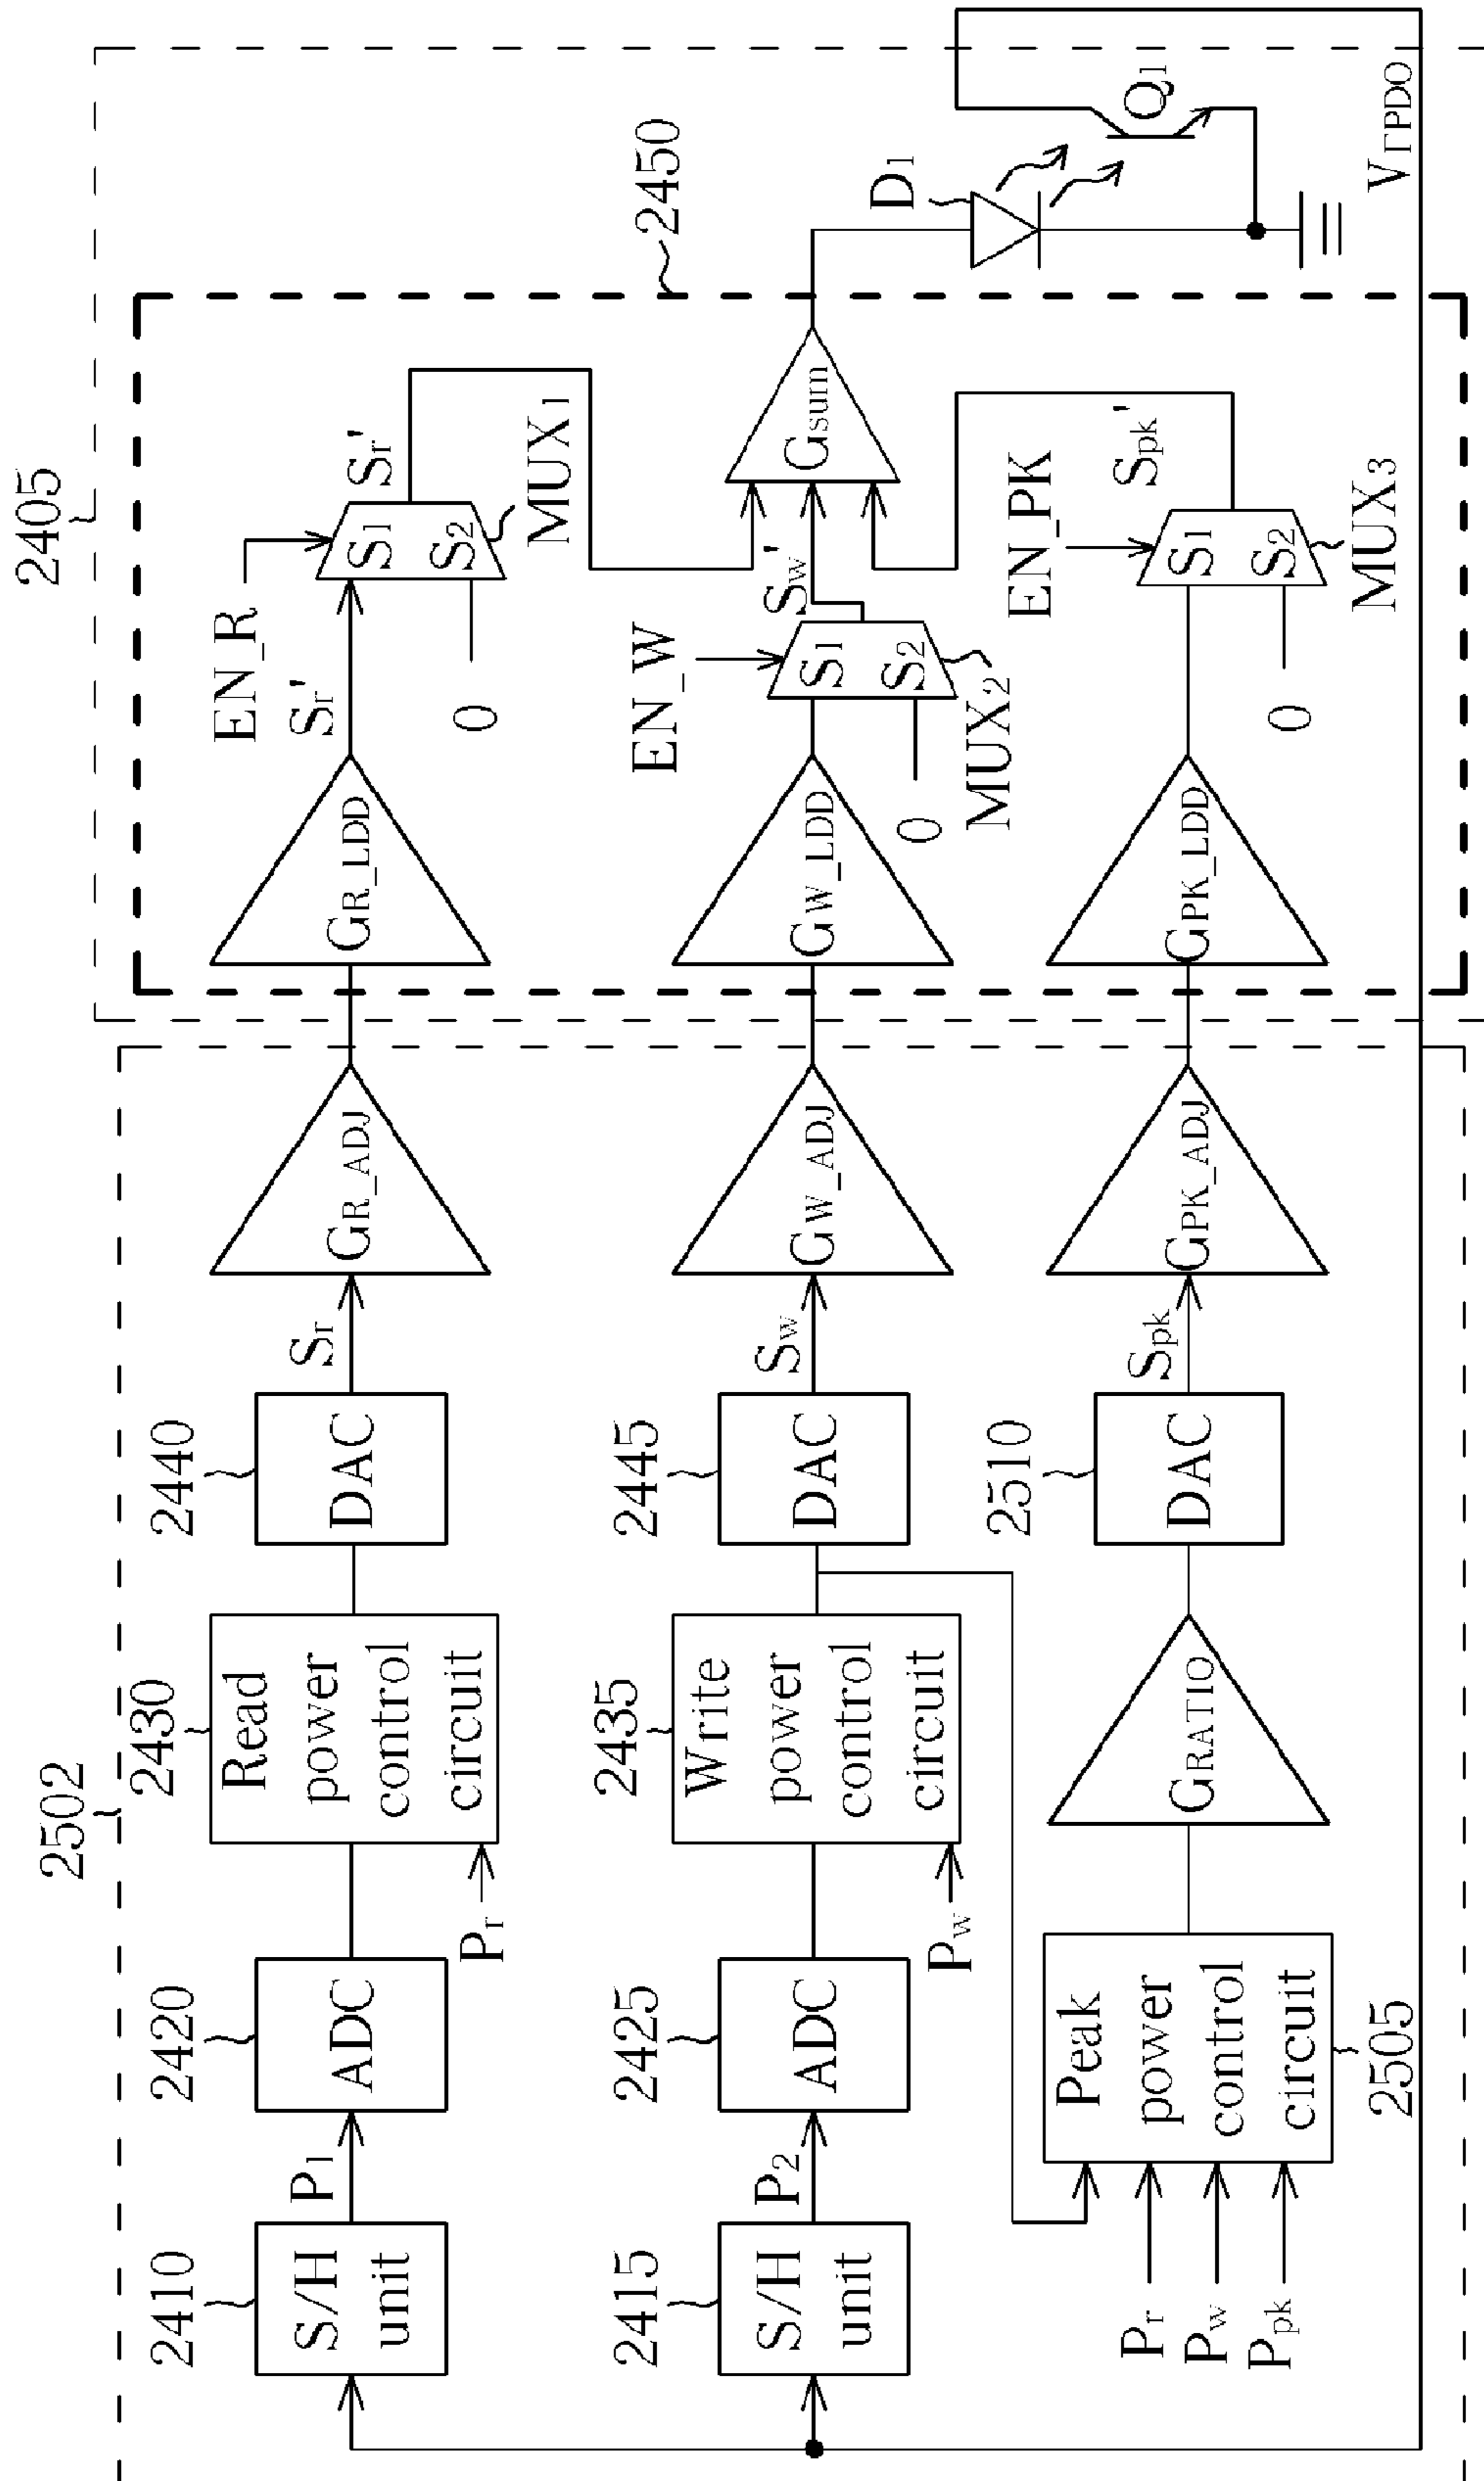 2502
2405
2410
S/H
unit
P1
2420
ADC
2430
Read
power
control
circuit
Pr
2440
DAC
Sr
GR_ADJ
GR_LDD
Sr'
EN_R
0
S1
S2
Sr'
MUX1
2450
2415
S/H
unit
P2
2425
ADC
2435
Write
power
control
circuit
Pw
2445
DAC
Sw
GW_ADJ
GW_LDD
EN_W
0
S1
S2
Sw'
MUX2
Gsum
D1
Q1
Pr
Pw
Ppk
Peak
power
control
circuit
2505
GRATIO
2510
DAC
Spk
GPK_ADJ
GPK_LDD
EN_PK
0
S1
S2
Spk'
MUX3
VΓPDO